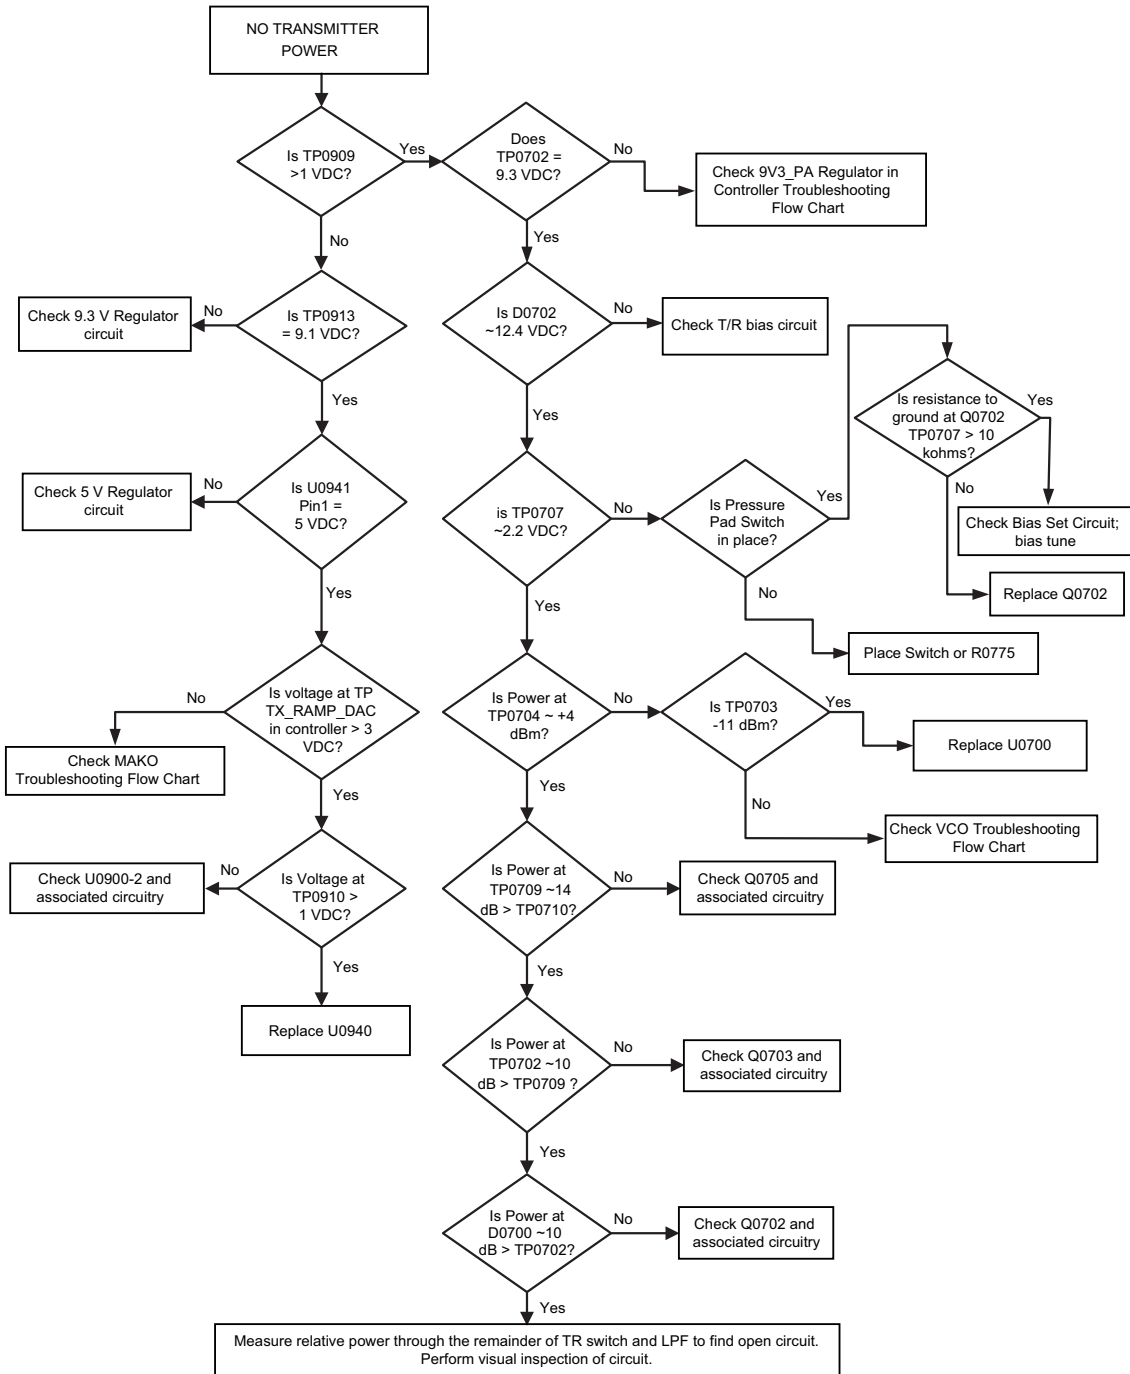 NO TRANSMITTER
POWER
Is TP0909
>1 VDC?
Yes
Does
TP0702 =
9.3 VDC?
No
Check 9V3_PA Regulator in
Controller Troubleshooting
Flow Chart
No
Yes
Check 9.3 V Regulator
circuit
No
Is TP0913
= 9.1 VDC?
Is D0702
~12.4 VDC?
No
Check T/R bias circuit
Yes
Yes
Is resistance to
ground at Q0702
TP0707 > 10
kohms?
Yes
No
Check Bias Set Circuit;
bias tune
Replace Q0702
Check 5 V Regulator
circuit
No
Is U0941
Pin1 =
5 VDC?
is TP0707
~2.2 VDC?
No
Is Pressure
Pad Switch
in place?
Yes
No
Place Switch or R0775
Yes
Yes
No
Is voltage at TP
TX_RAMP_DAC
in controller > 3
VDC?
Check MAKO
Troubleshooting Flow Chart
Is Power at
TP0704 ~ +4
dBm?
No
Is TP0703
-11 dBm?
Yes
Replace U0700
No
Check VCO Troubleshooting
Flow Chart
Yes
Yes
Check U0900-2 and
associated circuitry
No
Is Voltage at
TP0910 >
1 VDC?
Is Power at
TP0709 ~14
dB > TP0710?
No
Check Q0705 and
associated circuitry
Yes
Yes
Replace U0940
Is Power at
TP0702 ~10
dB > TP0709 ?
No
Check Q0703 and
associated circuitry
Yes
Is Power at
D0700 ~10
dB > TP0702?
No
Check Q0702 and
associated circuitry
Yes
Measure relative power through the remainder of TR switch and LPF to find open circuit.
Perform visual inspection of circuit.